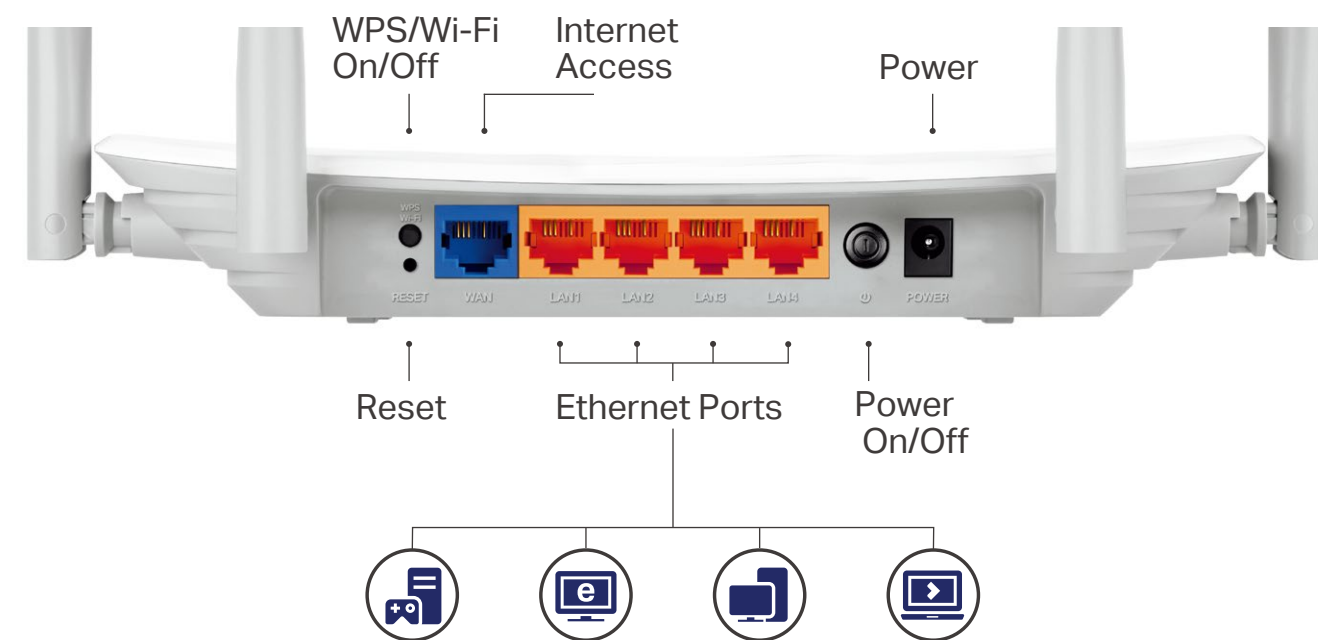 WPS/Wi-Fi
On/Off
Internet
Access
Power
WPS
Wi-Fi
RESET
WAN
LAN1
LAN2
LAN3
LAN4
POWER
Reset
Ethernet Ports
Power
On/Off
e